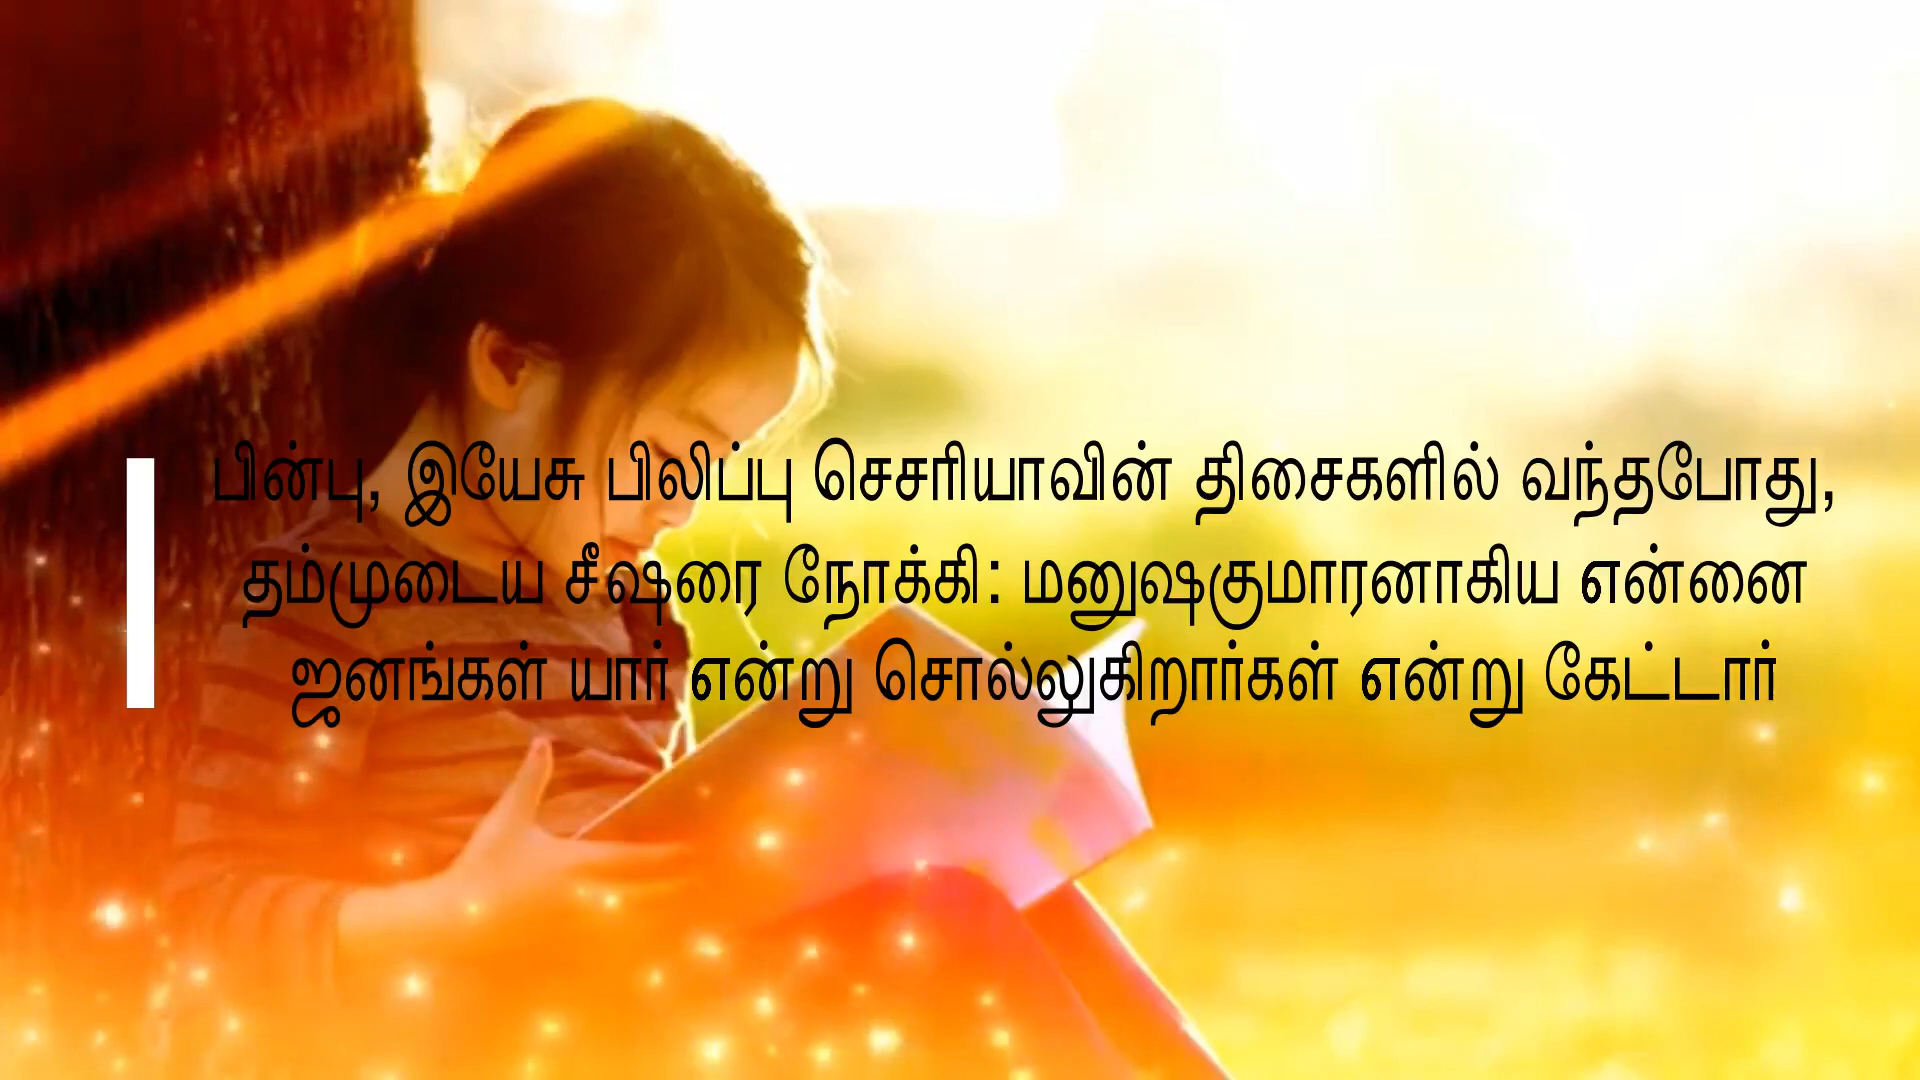 பின்பு, இயேசு பிலிப்பு செசரியாவின் திசைகளில் வந்தபோது,
தம்முடைய சீஷரை நோக்கி: மனுஷகுமாரனாகிய என்னை
ஜனங்கள் யார் என்று சொல்லுகிறார்கள் என்று கேட்டார்